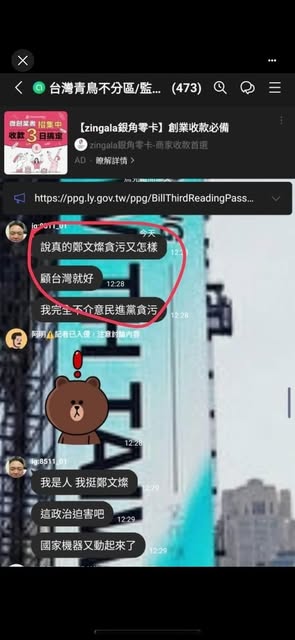 台灣青鳥不分區/監... (473)
微創業者 招集中
收款3日搞定
【zingala銀角零卡】創業收款必備
zingala銀角零卡-商家收款首選
AD・瞭解詳情 >
https://ppg.ly.gov.tw/ppg/BillThirdReadingPass...
今天
ig:8511_01
說真的鄭文燦貪污又怎樣
12:28
顧台灣就好
12:28
我完全不介意民進黨貪污
12:28
阿明⚠️記者已入侵,注意討論內容
12:28
ig:8511_01
我是人 我挺鄭文燦
12:29
這政治迫害吧
12:29
國家機器又動起來了
12:29